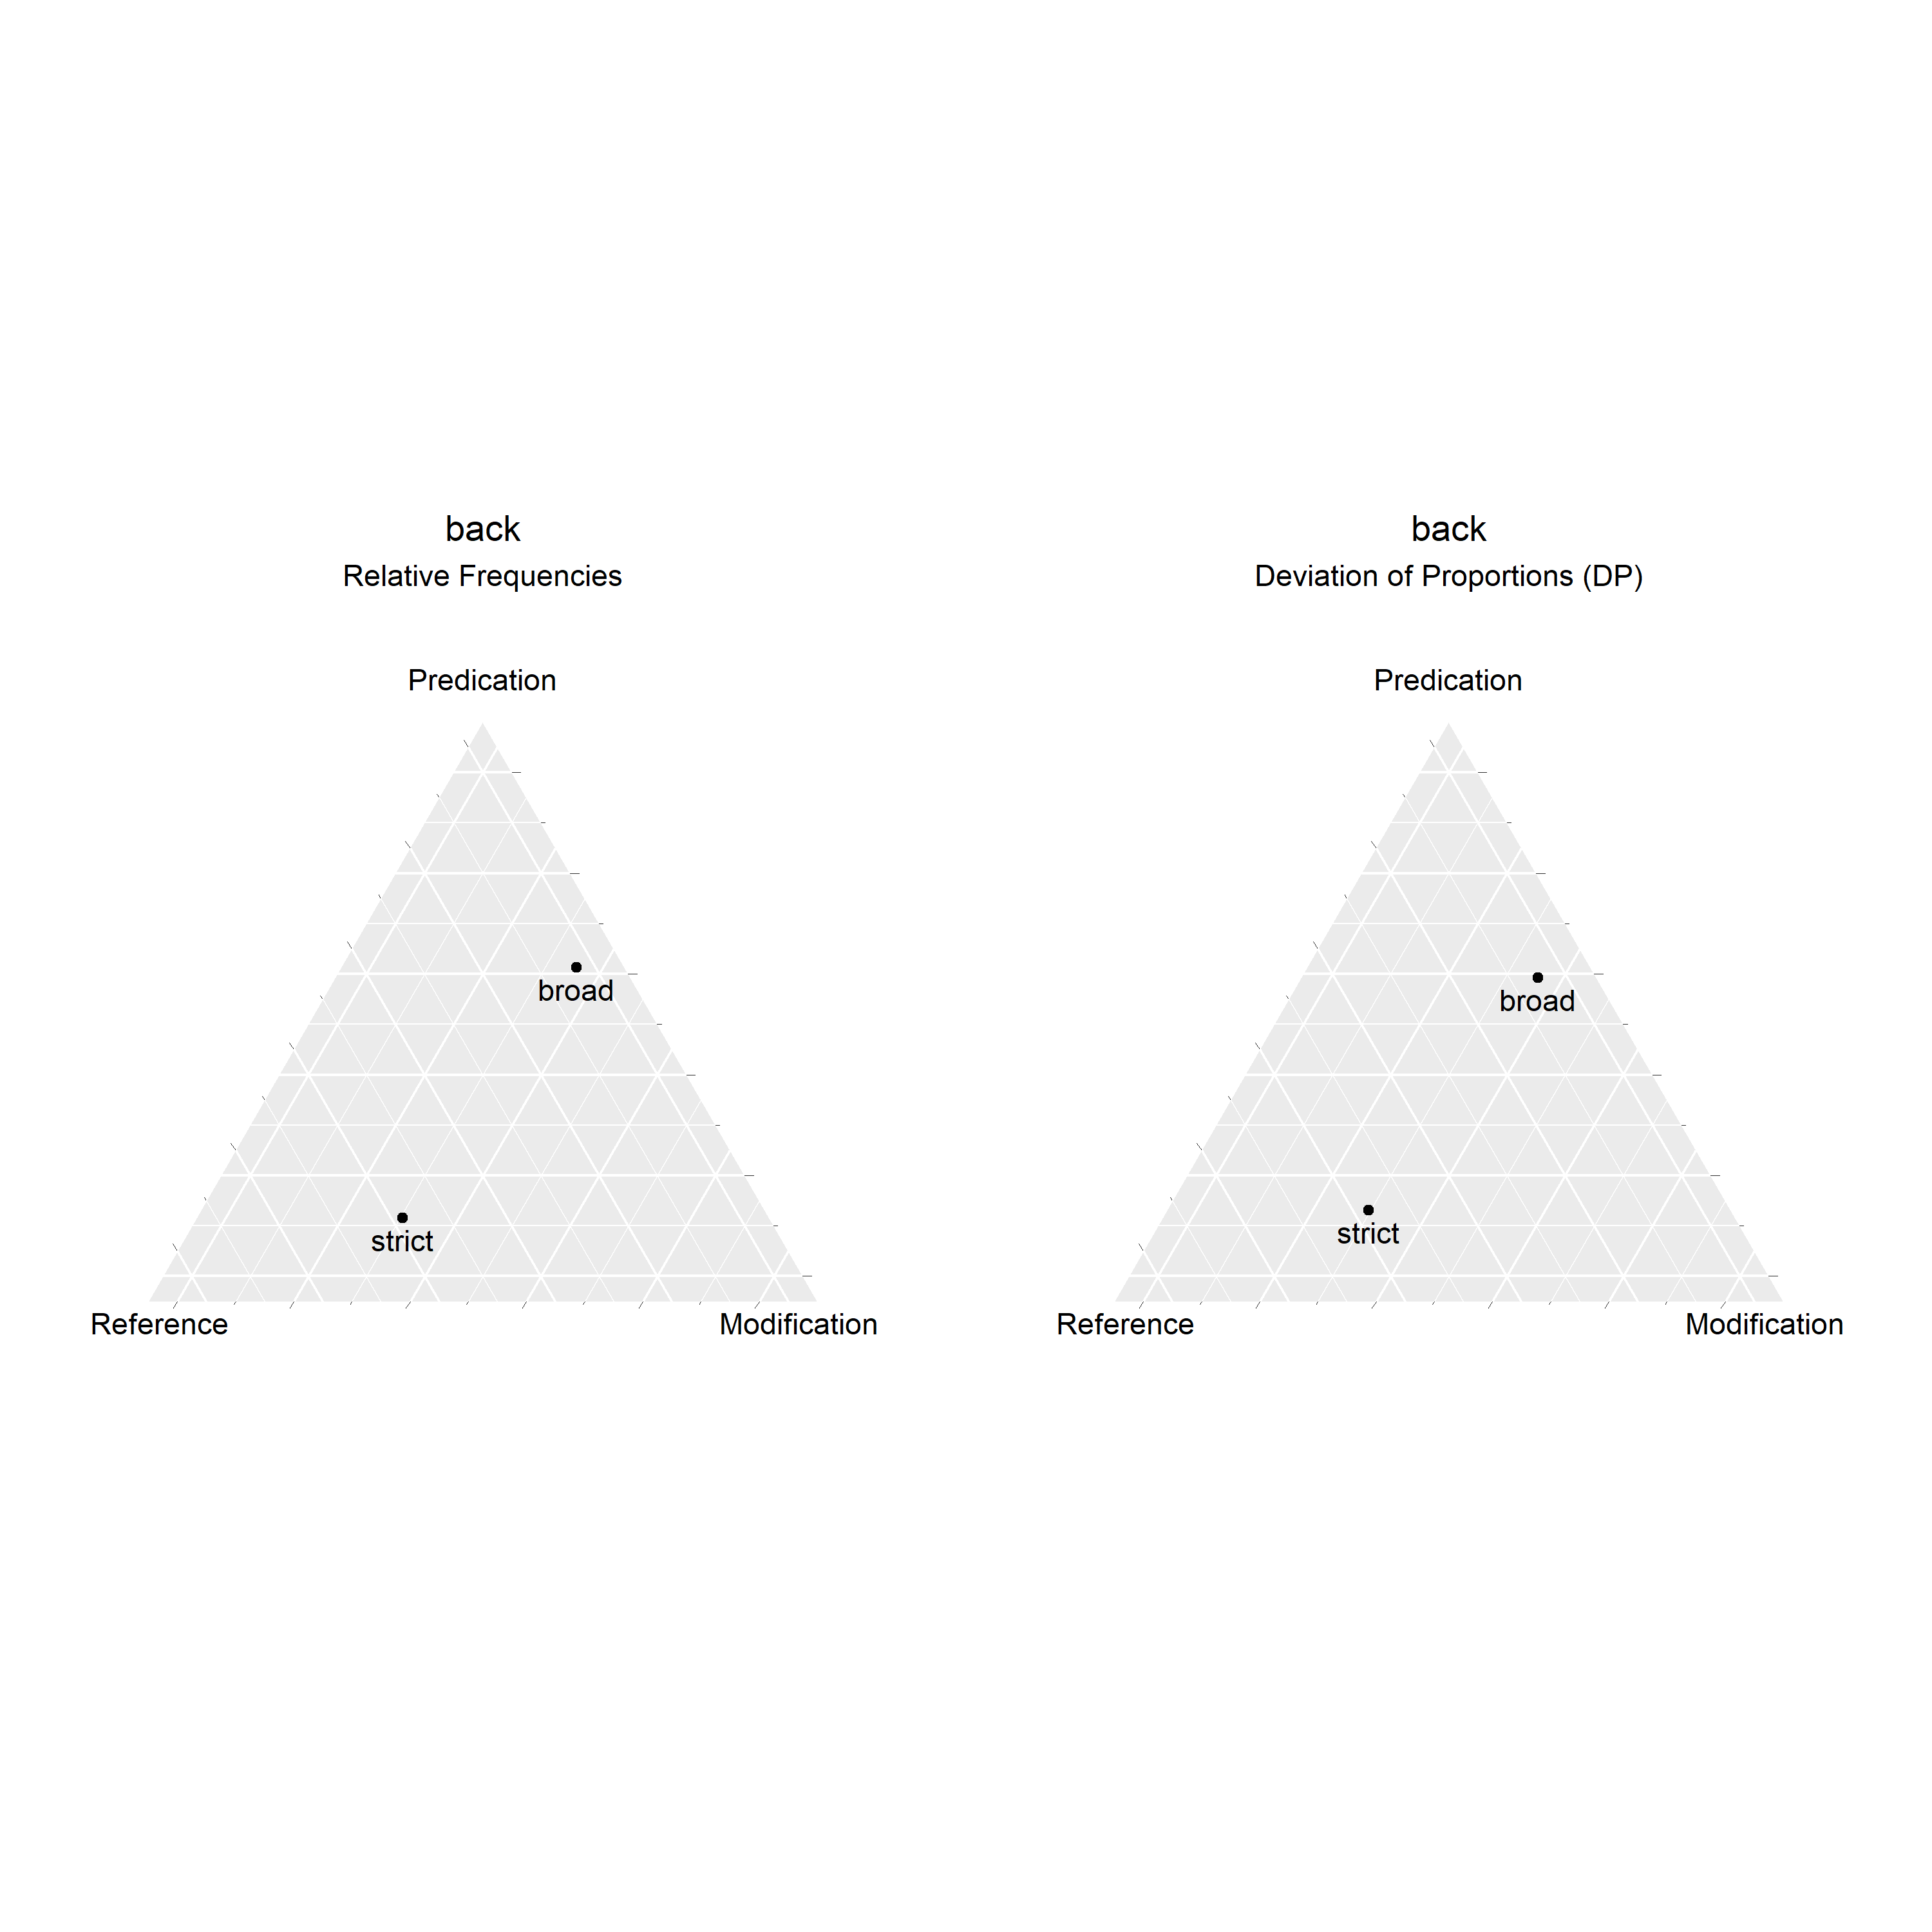 back
Relative Frequencies
Predication
broad
strict
Reference
Modification
back
Deviation of Proportions (DP)
Predication
broad
strict
Reference
Modification